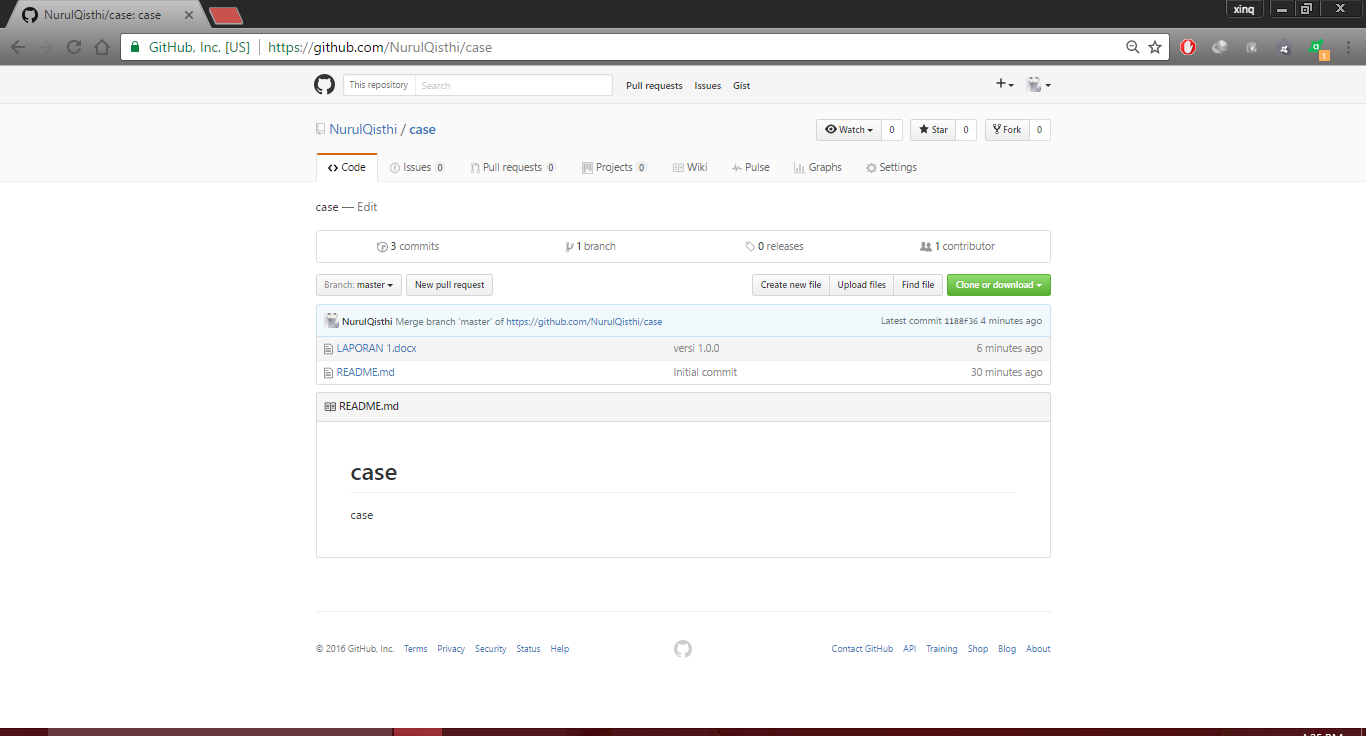 NurulQisthi/case: case
xinq
GitHub, Inc. [US] https://github.com/NurulQisthi/case
1
This repository Search Pull requests Issues Gist
NurulQisthi / case Watch 0 Star 0 Fork 0
Code Issues 0 Pull requests 0 Projects 0 Wiki Pulse Graphs Settings
case — Edit
3 commits 1 branch 0 releases 1 contributor
Branch: master New pull request Create new file Upload files Find file Clone or download
NurulQisthi Merge branch 'master' of https://github.com/NurulQisthi/case Latest commit 1188f36 4 minutes ago
LAPORAN 1.docx versi 1.0.0 6 minutes ago
README.md Initial commit 30 minutes ago
README.md
case
case
© 2016 GitHub, Inc. Terms Privacy Security Status Help Contact GitHub API Training Shop Blog About